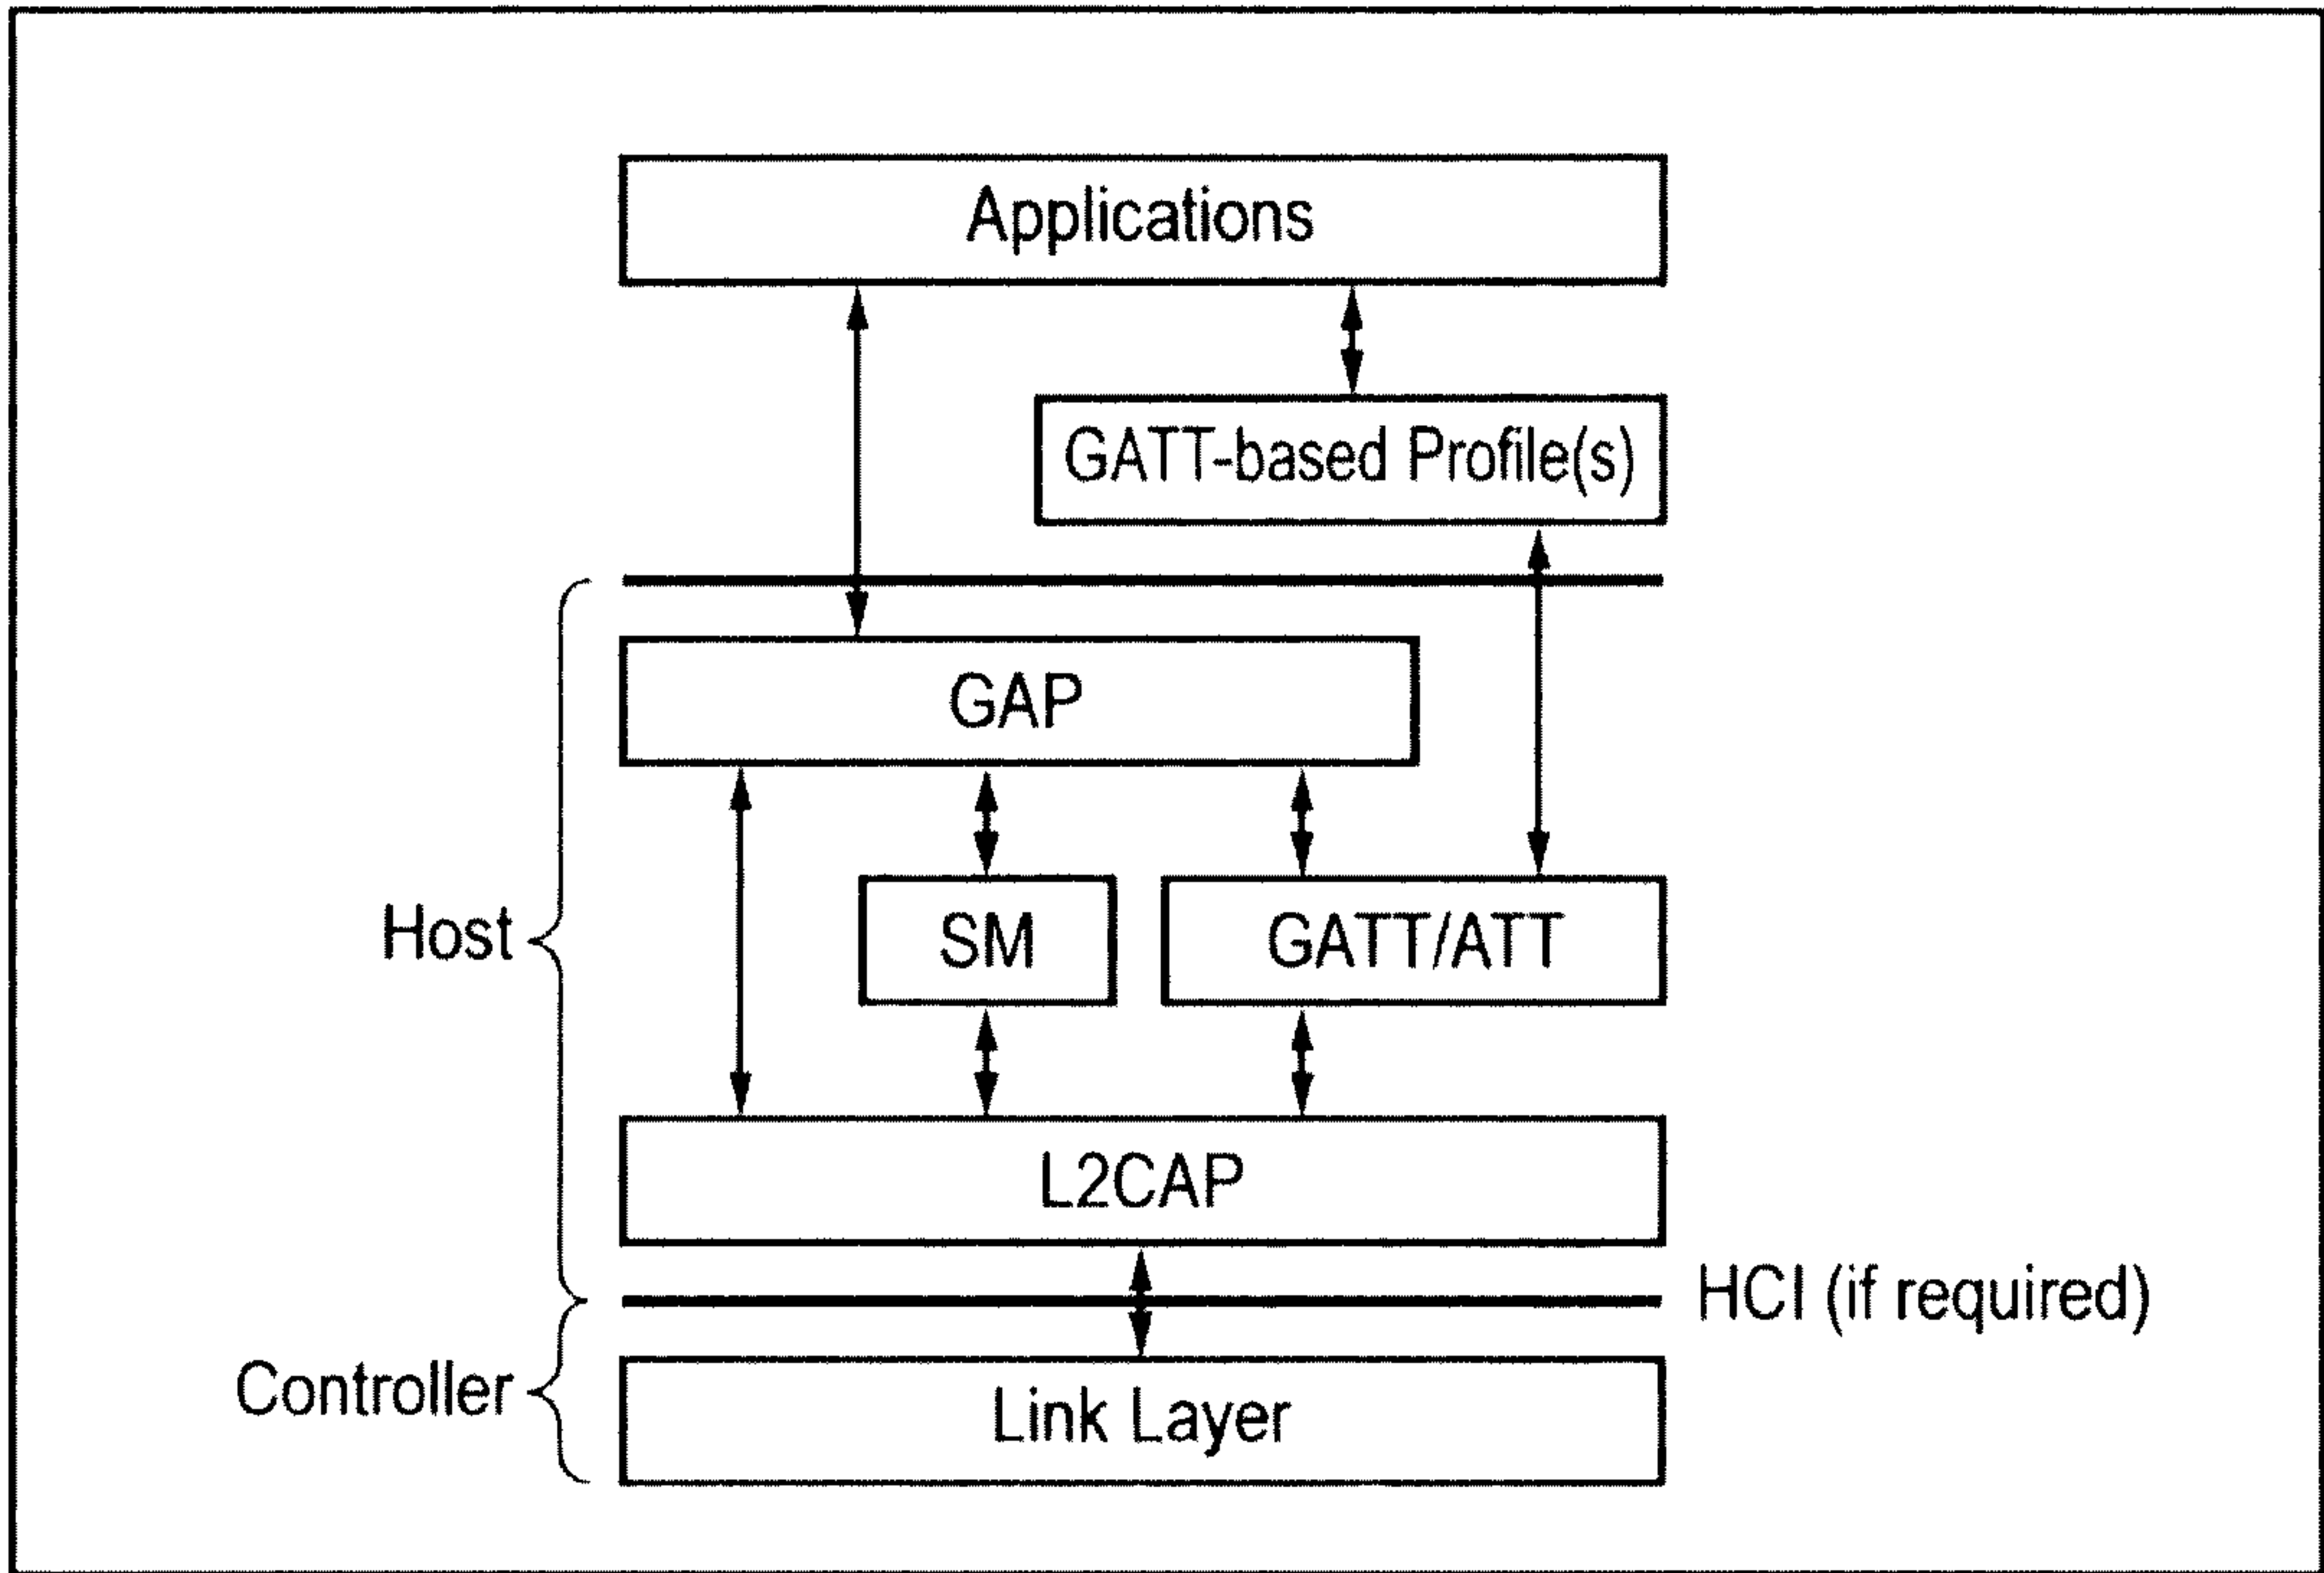 Applications
GATT-based Profile(s)
GAP
Host
SM
GATT/ATT
L2CAP
HCI (if required)
Controller
Link Layer